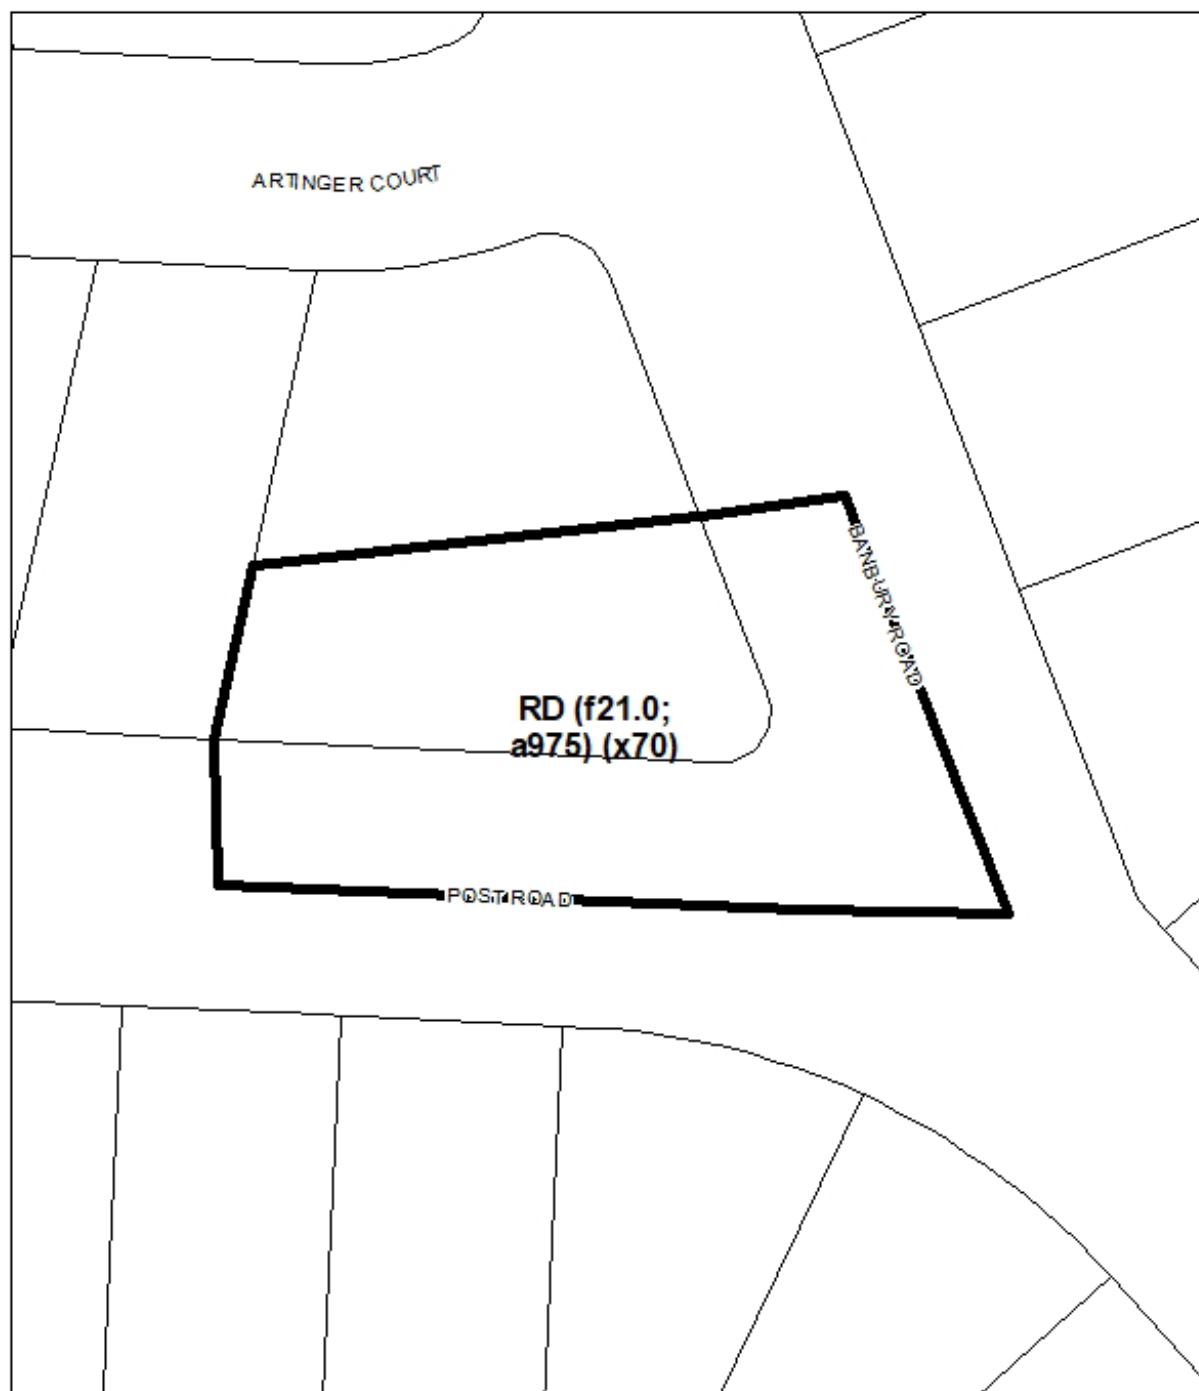 ARTINGER COURT
BANBURY ROAD
RD (f21.0;
a975) (x70)
POST ROAD